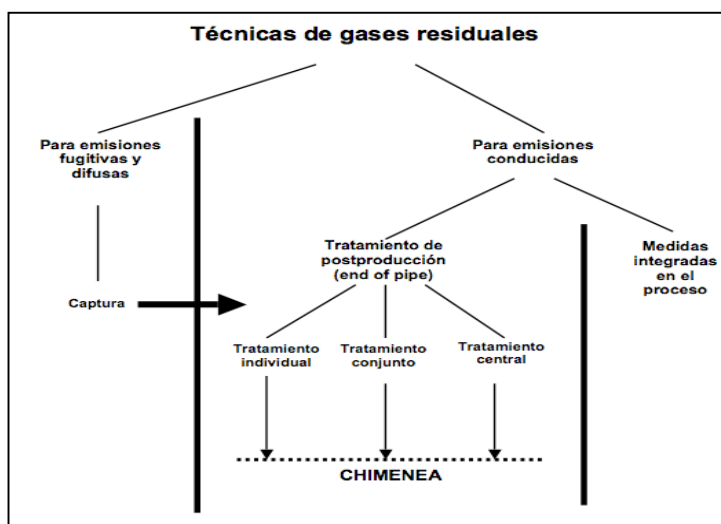 Técnicas de gases residuales
Para emisiones
fugitivas y
difusas
Captura
Para emisiones
conducidas
Tratamiento de
postproducción
(end of pipe)
Tratamiento
individual
Tratamiento
conjunto
Tratamiento
central
CHIMENEA
Medidas
integradas
en el
proceso